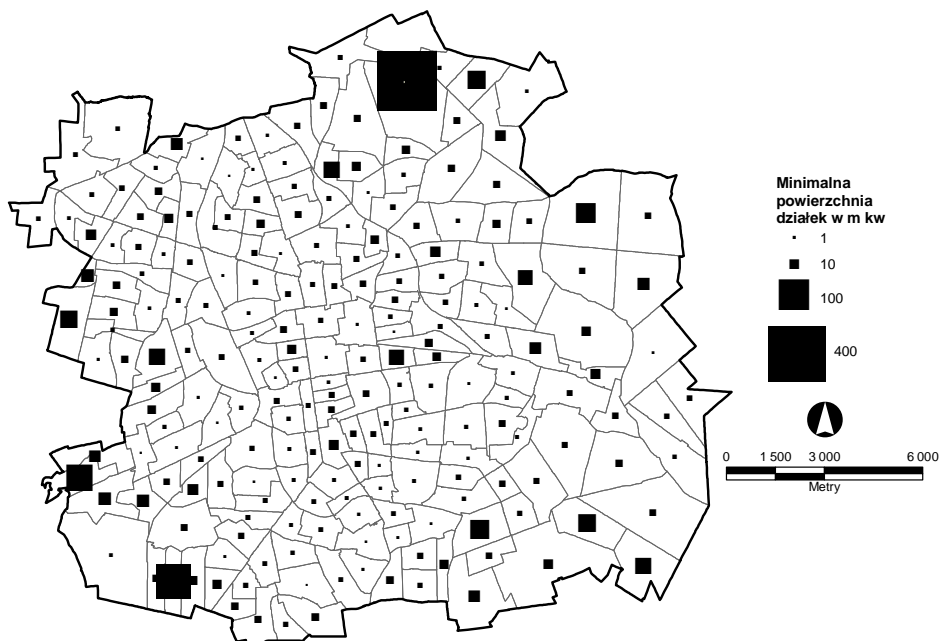 Minimalna
powierzchnia
działek w m kw
1
10
100
400
0 1 500 3 000 6 000
Metry